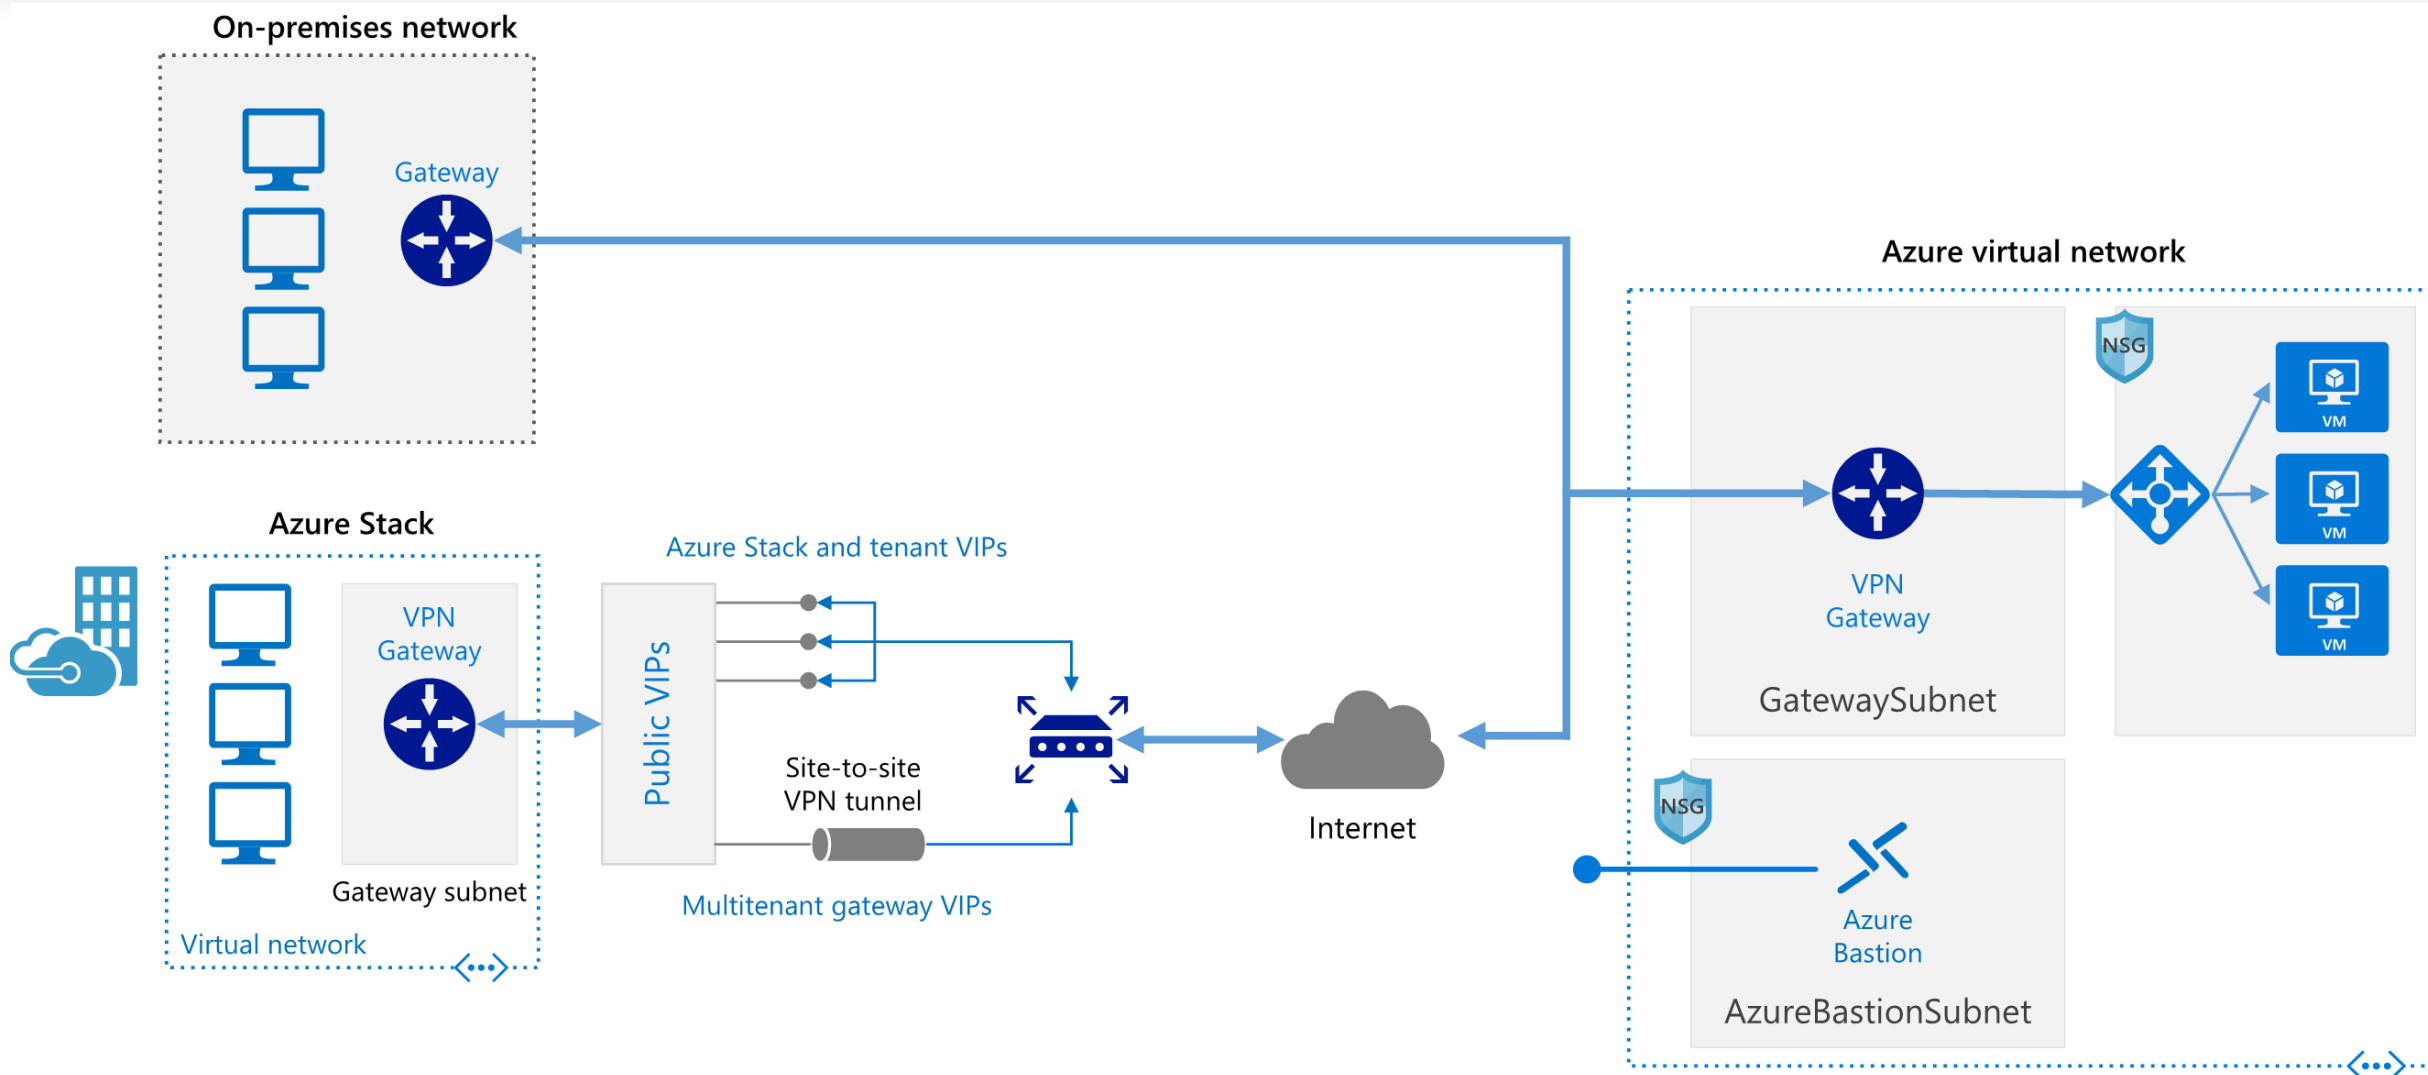 On-premises network
Gateway
Azure Stack
VPN
Gateway
Gateway subnet
Virtual network
Azure Stack and tenant VIPs
Public VIPs
Site-to-site
VPN tunnel
Multitenant gateway VIPs
Internet
Azure virtual network
VPN
Gateway
GatewaySubnet
NSG
VM
VM
VM
NSG
Azure
Bastion
AzureBastionSubnet